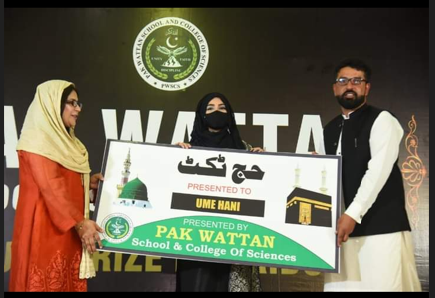 PAK WATTAN SCHOOL AND COLLEGE OF SCIENCES
PWSCS
WATTA
حج ٹکٹ
PRESENTED TO
UME HANI
PRESENTED BY
PAK WATTAN
School & College Of Sciences